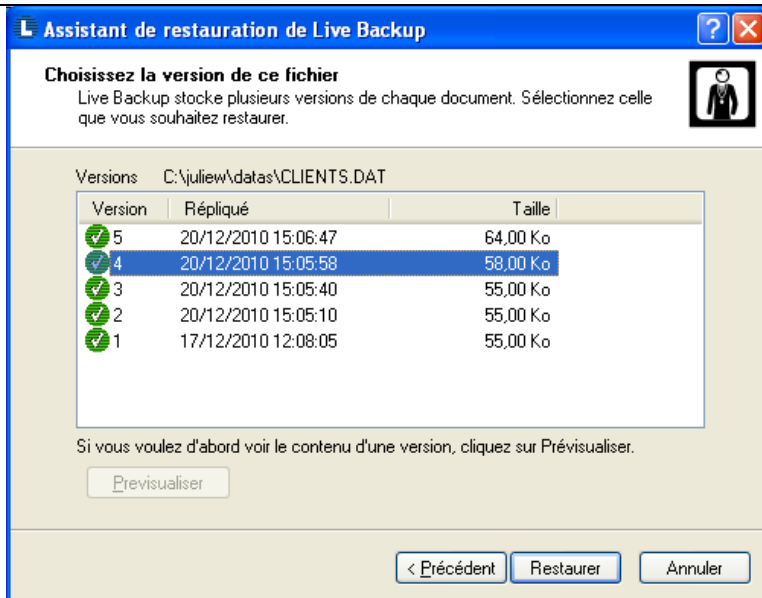 L Assistant de restauration de Live Backup
Choisissez la version de ce fichier
Live Backup stocke plusieurs versions de chaque document. Sélectionnez celle
que vous souhaitez restaurer.
Versions C:\juliew\datas\CLIENTS.DAT
Version Répliqué Taille
5 20/12/2010 15:06:47 64,00 Ko
4 20/12/2010 15:05:58 58,00 Ko
3 20/12/2010 15:05:40 55,00 Ko
2 20/12/2010 15:05:10 55,00 Ko
1 17/12/2010 12:08:05 55,00 Ko
Si vous voulez d'abord voir le contenu d'une version, cliquez sur Prévisualiser.
Previsualiser
< Précédent Restaurer Annuler